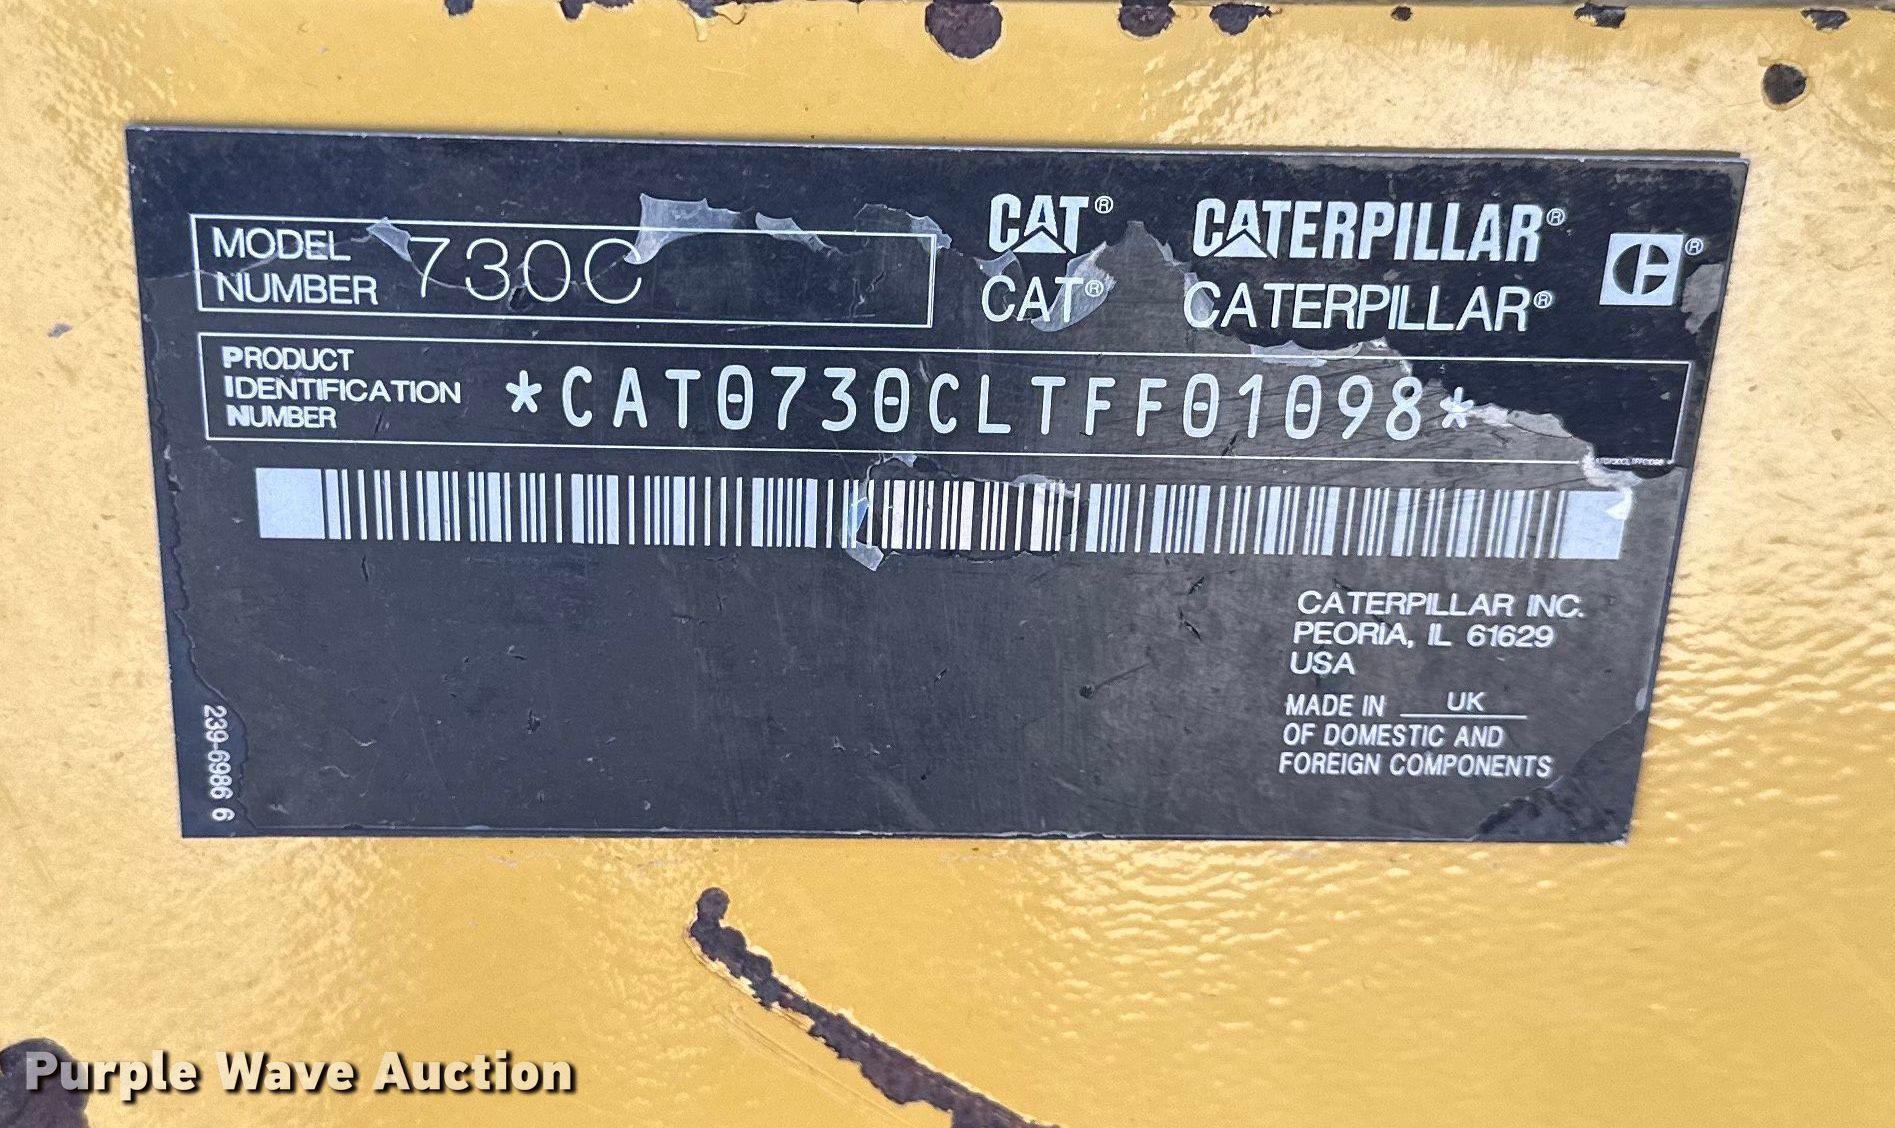 MODEL NUMBER 730C
CAT® CATERPILLAR® ®
CAT® CATERPILLAR®
PRODUCT
IDENTIFICATION
NUMBER
*CAT0730CLTFF01098*
CATERPILLAR INC.
PEORIA, IL 61629
USA
MADE IN UK
OF DOMESTIC AND
FOREIGN COMPONENTS
239-6986 6
Purple Wave Auction